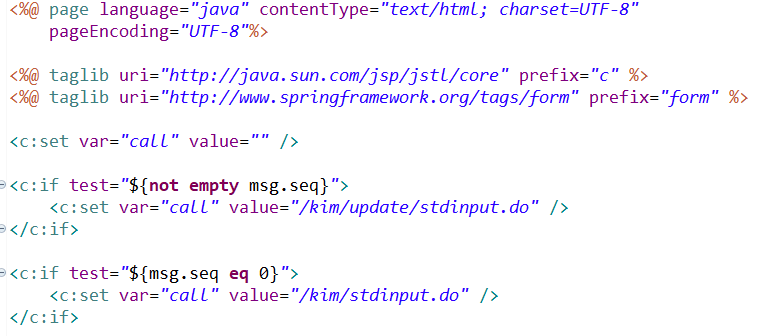 <%@ page language="java" contentType="text/html; charset=UTF-8"
    pageEncoding="UTF-8"%>
<%@ taglib uri="http://java.sun.com/jsp/jstl/core" prefix="c" %>
<%@ taglib uri="http://www.springframework.org/tags/form" prefix="form" %>
<c:set var="call" value="" />
<c:if test="${not empty msg.seq}">
    <c:set var="call" value="/kim/update/stdinput.do" />
</c:if>
<c:if test="${msg.seq eq 0}">
    <c:set var="call" value="/kim/stdinput.do" />
</c:if>